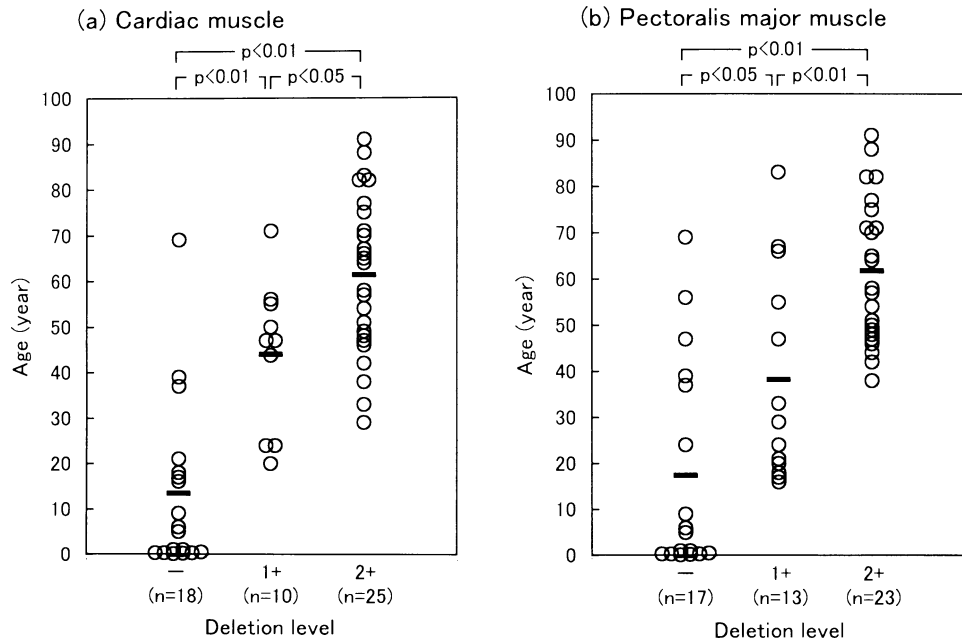 (a) Cardiac muscle
p<0.01
p<0.01 p<0.05
100
90
80
70
60
50
40
30
20
10
0
Age (year)
— 1+ 2+
(n=18) (n=10) (n=25)
Deletion level
(b) Pectoralis major muscle
p<0.01
p<0.05 p<0.01
100
90
80
70
60
50
40
30
20
10
0
Age (year)
— 1+ 2+
(n=17) (n=13) (n=23)
Deletion level